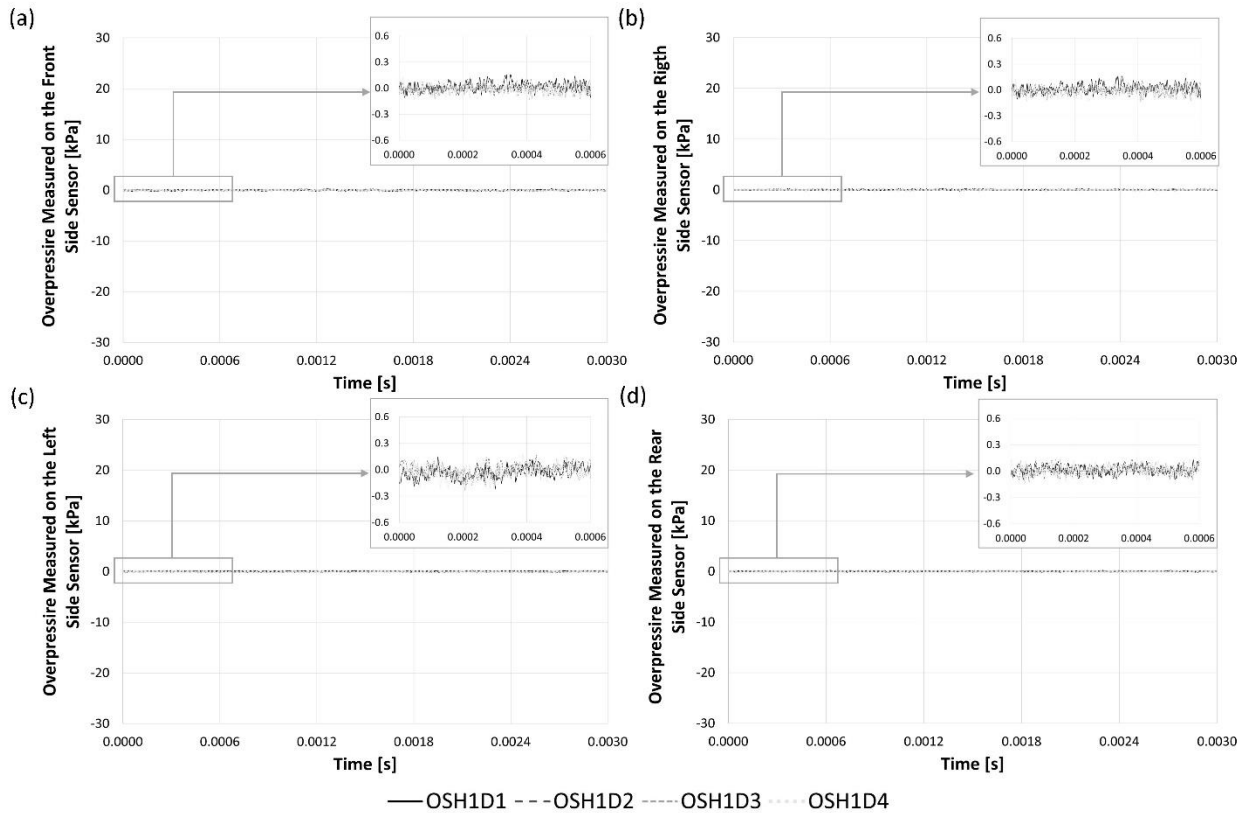 (a)
Overpressire Measured on the Front
Side Sensor [kPa]
30
20
10
0
-10
-20
-30
0.0000 0.0006 0.0012 0.0018 0.0024 0.0030
Time [s]
0.6
0.3
0.0
-0.3
-0.6
0.0000 0.0002 0.0004 0.0006
(b)
Overpressire Measured on the Rigth
Side Sensor [kPa]
30
20
10
0
-10
-20
-30
0.0000 0.0006 0.0012 0.0018 0.0024 0.0030
Time [s]
0.6
0.3
0.0
-0.3
-0.6
0.0000 0.0002 0.0004 0.0006
(c)
Overpressire Measured on the Left
Side Sensor [kPa]
30
20
10
0
-10
-20
-30
0.0000 0.0006 0.0012 0.0018 0.0024 0.0030
Time [s]
0.6
0.3
0.0
-0.3
-0.6
0.0000 0.0002 0.0004 0.0006
(d)
Overpressire Measured on the Rear
Side Sensor [kPa]
30
20
10
0
-10
-20
-30
0.0000 0.0006 0.0012 0.0018 0.0024 0.0030
Time [s]
0.6
0.3
0.0
-0.3
-0.6
0.0000 0.0002 0.0004 0.0006
OSH1D1 OSH1D2 OSH1D3 OSH1D4